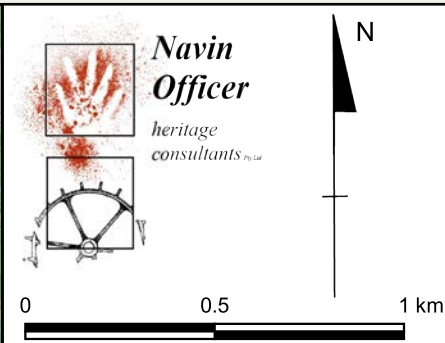 Navin
Officer
heritage
consultants Pty Ltd
N
0 0.5 1 km